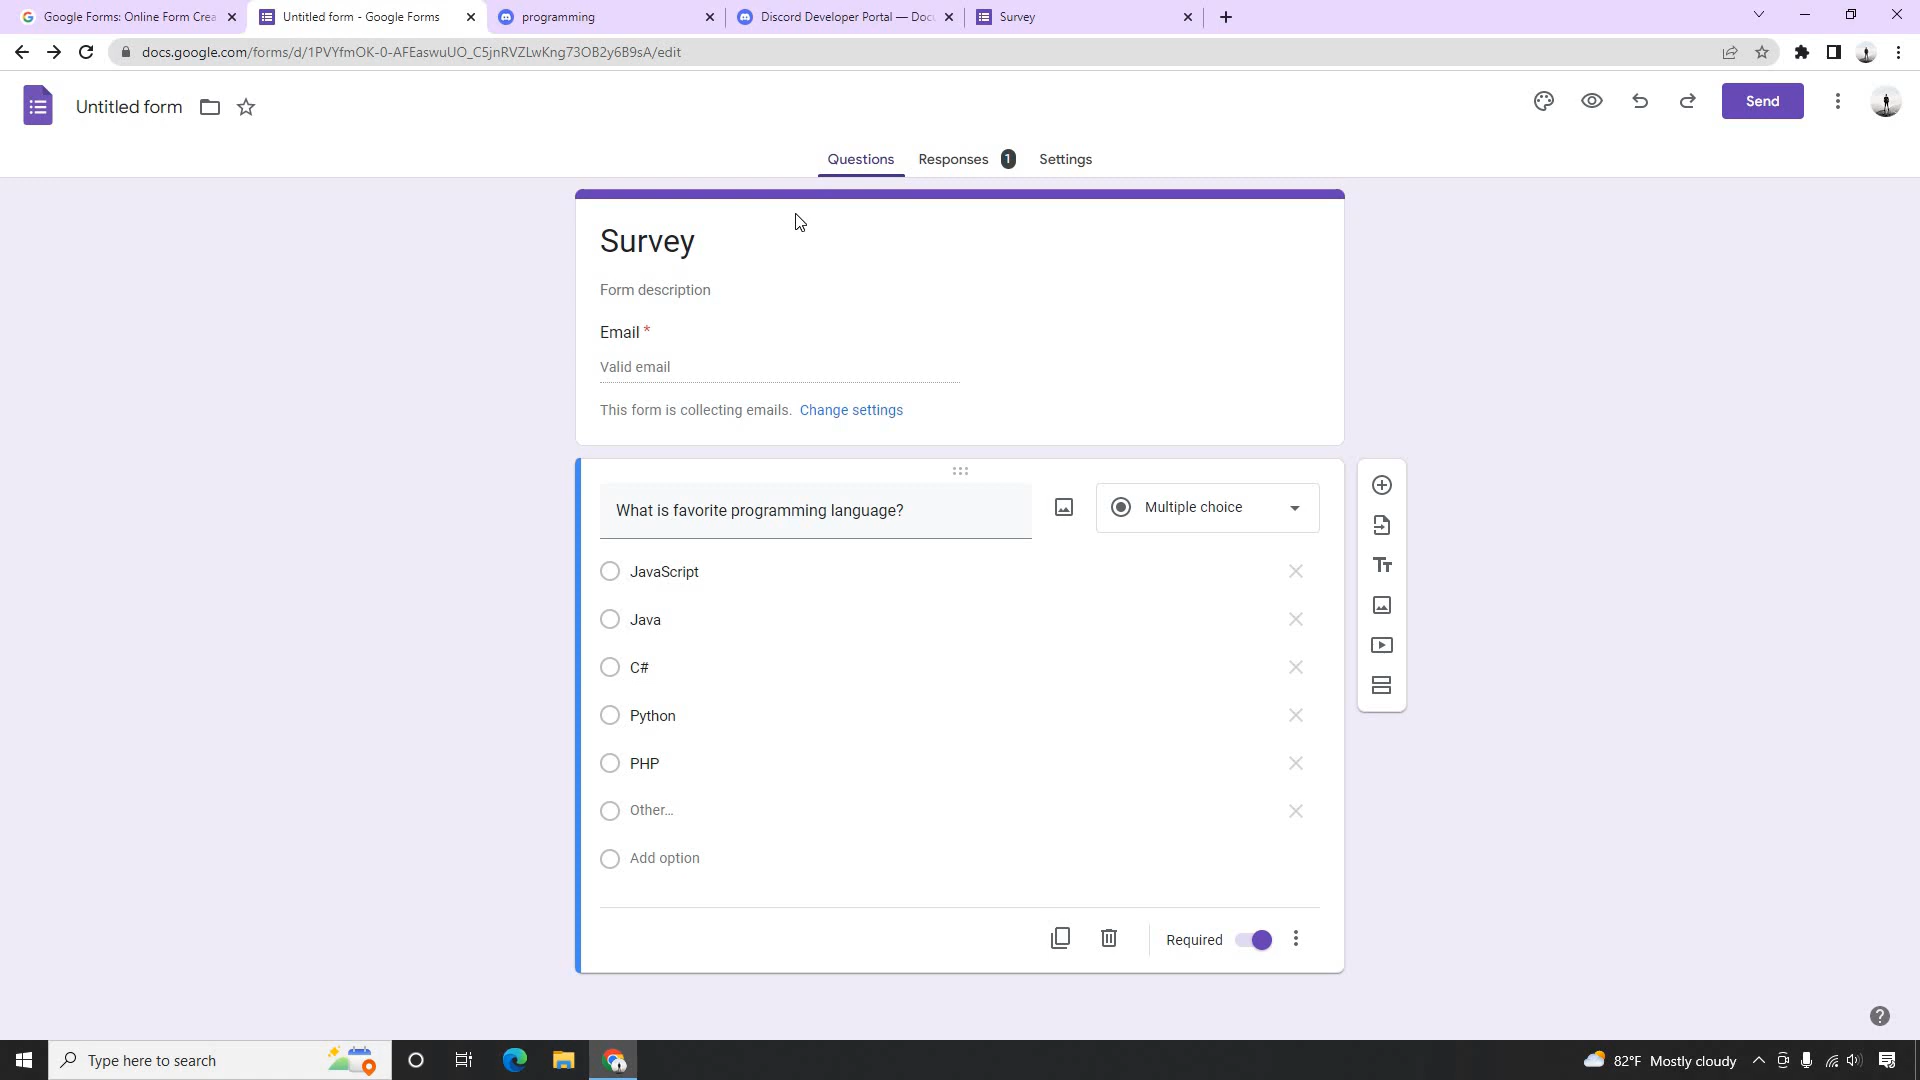 Google Forms: Online Form Crea
Untitled form - Google Forms
programming
Discord Developer Portal — Docu
Survey
docs.google.com/forms/d/1PVYfmOK-0-AFEaswuUO_C5jnRVZLwKng73OB2y6B9sA/edit
Untitled form
Send
Questions
Responses 1
Settings
Survey
Form description
Email *
Valid email
This form is collecting emails. Change settings
What is favorite programming language?
Multiple choice
JavaScript
Java
C#
Python
PHP
Other...
Add option
Required
Type here to search
82°F Mostly cloudy